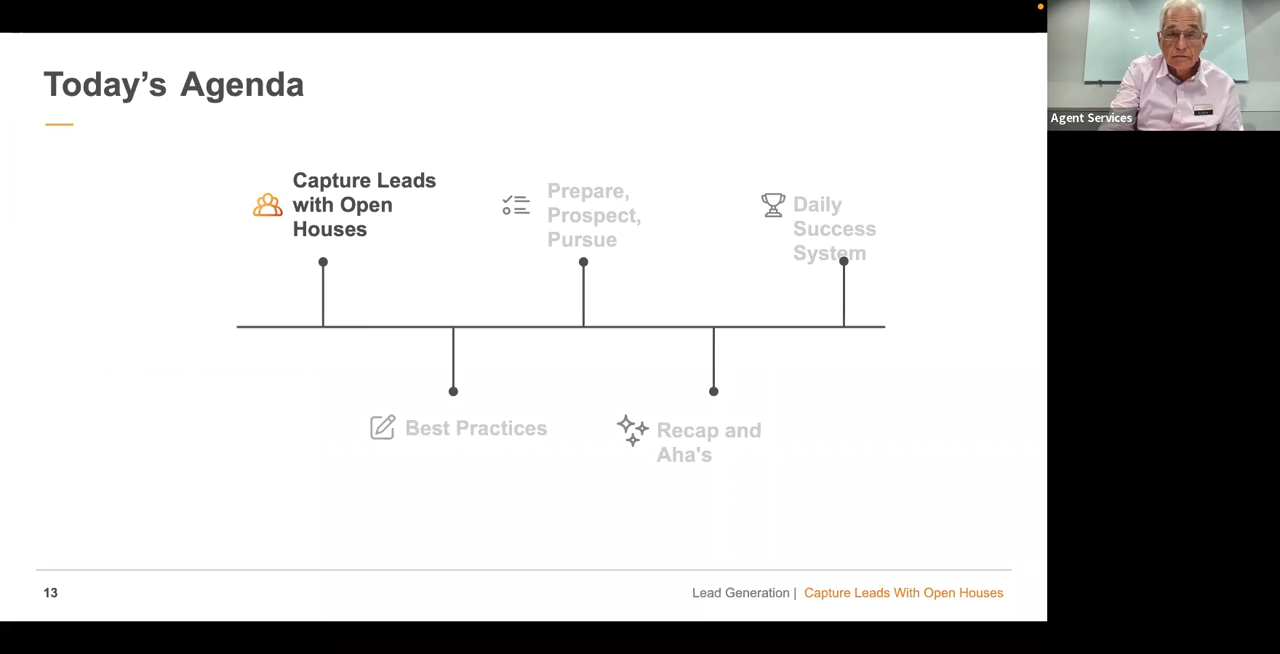 Today's Agenda
Agent Services
Capture Leads
with Open
Houses
Prepare,
Prospect,
Pursue
Daily
Success
System
Best Practices
Recap and
Aha's
13
Lead Generation | Capture Leads With Open Houses